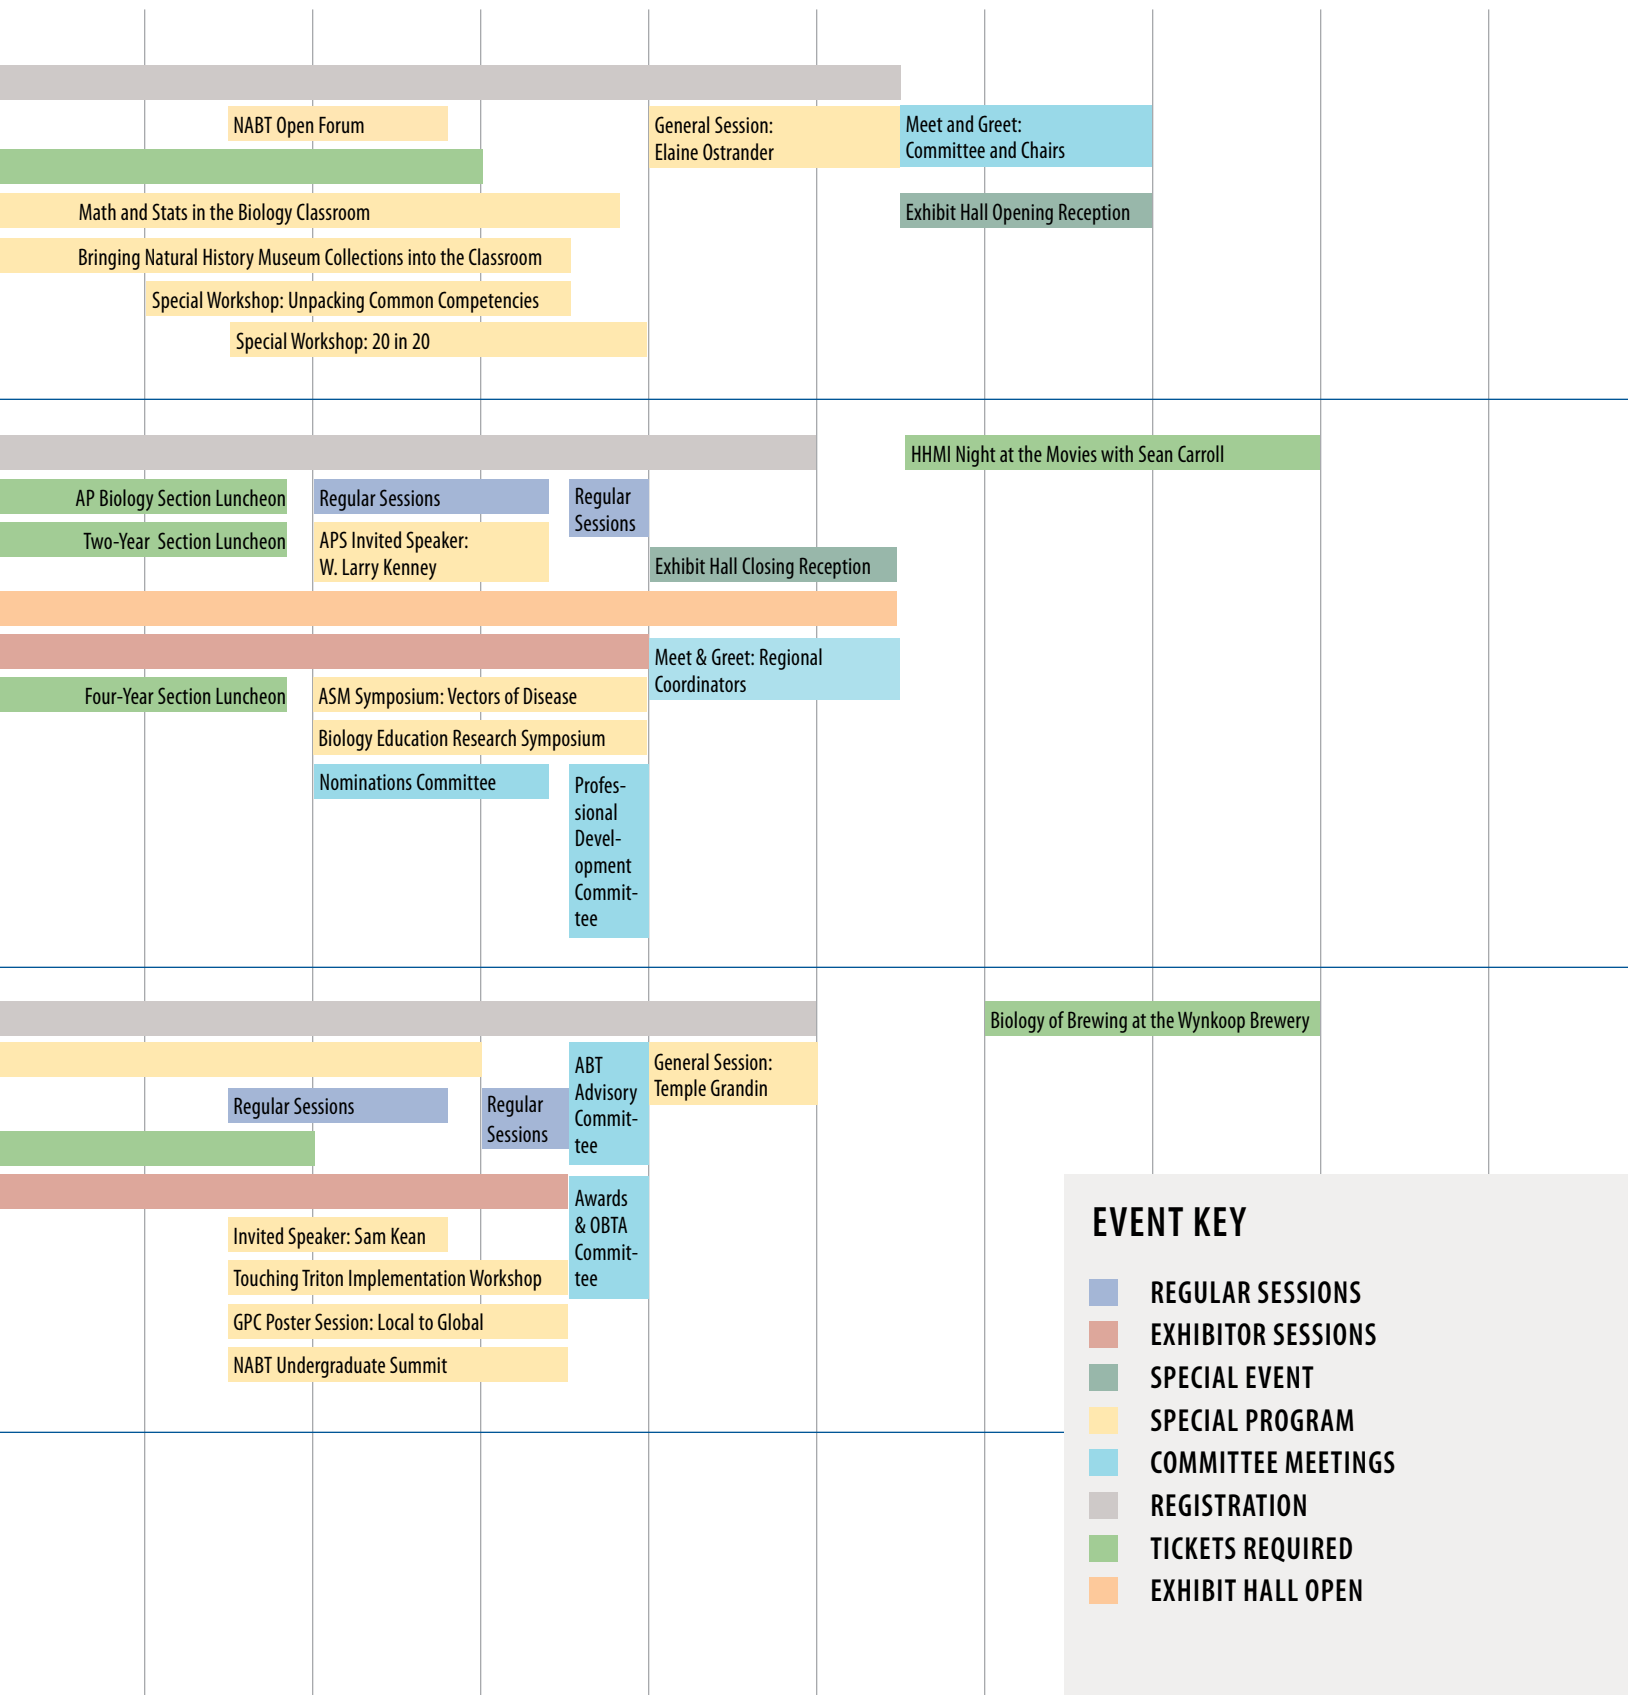 NABT Open Forum
General Session:
Elaine Ostrander
Meet and Greet:
Committee and Chairs
Math and Stats in the Biology Classroom
Exhibit Hall Opening Reception
Bringing Natural History Museum Collections into the Classroom
Special Workshop: Unpacking Common Competencies
Special Workshop: 20 in 20
HHMI Night at the Movies with Sean Carroll
AP Biology Section Luncheon
Regular Sessions
Regular
Sessions
Two-Year Section Luncheon
APS Invited Speaker:
W. Larry Kenney
Exhibit Hall Closing Reception
Meet & Greet: Regional
Coordinators
Four-Year Section Luncheon
ASM Symposium: Vectors of Disease
Biology Education Research Symposium
Nominations Committee
Profes-
sional
Devel-
opment
Commit-
tee
Biology of Brewing at the Wynkoop Brewery
ABT
Advisory
Commit-
tee
General Session:
Temple Grandin
Regular Sessions
Regular
Sessions
Awards
& OBTA
Commit-
tee
Invited Speaker: Sam Kean
Touching Triton Implementation Workshop
GPC Poster Session: Local to Global
NABT Undergraduate Summit
EVENT KEY
REGULAR SESSIONS
EXHIBITOR SESSIONS
SPECIAL EVENT
SPECIAL PROGRAM
COMMITTEE MEETINGS
REGISTRATION
TICKETS REQUIRED
EXHIBIT HALL OPEN